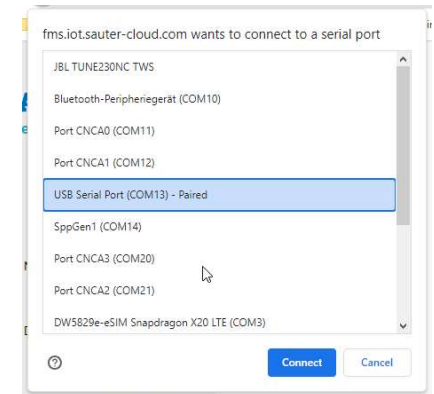 fms.iot.sauter-cloud.com wants to connect to a serial port
JBL TUNE230NC TWS
Bluetooth-Peripheriegerät (COM10)
Port CNCA0 (COM11)
Port CNCA1 (COM12)
USB Serial Port (COM13) - Paired
SppGen1 (COM14)
Port CNCA3 (COM20)
Port CNCA2 (COM21)
DW5829e-eSIM Snapdragon X20 LTE (COM3)
Connect Cancel